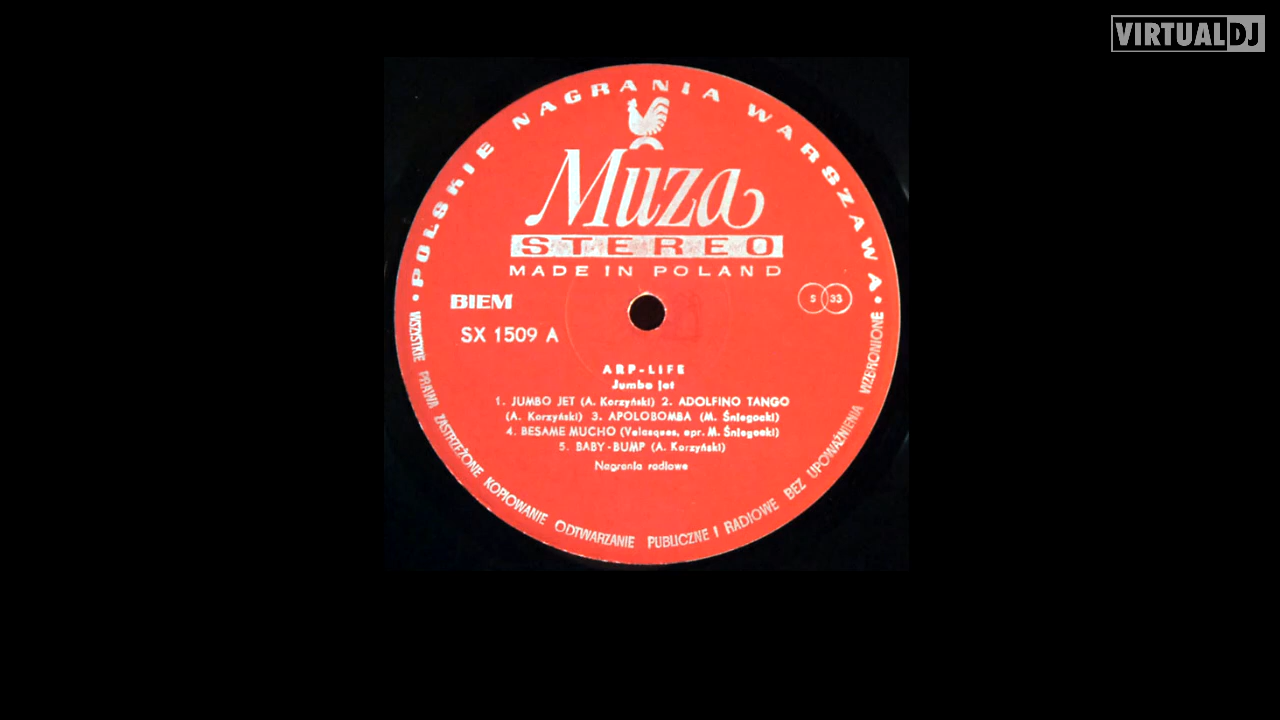 VIRTUALDJ
• POLSKIE NAGRANIA WARSZAWA •
Muza
STEREO
MADE IN POLAND
BIEM
S 33
SX 1509 A
ARP-LIFE
Jumbo Jet
1. JUMBO JET (A. Korzyński) 2. ADOLFINO TANGO
(A. Korzyński) 3. APOLOBOMBA (M. Śniegocki)
4. BESAME MUCHO (Velasques, opr. M. Śniegocki)
5. BABY-BUMP (A. Korzyński)
Nagrania radiowe
WSZYSTKIE PRAWA ZASTRZEŻONE KOPIOWANIE ODTWARZANIE PUBLICZNE I RADIOWE BEZ UPOWAŻNIENIA WZBRONIONE